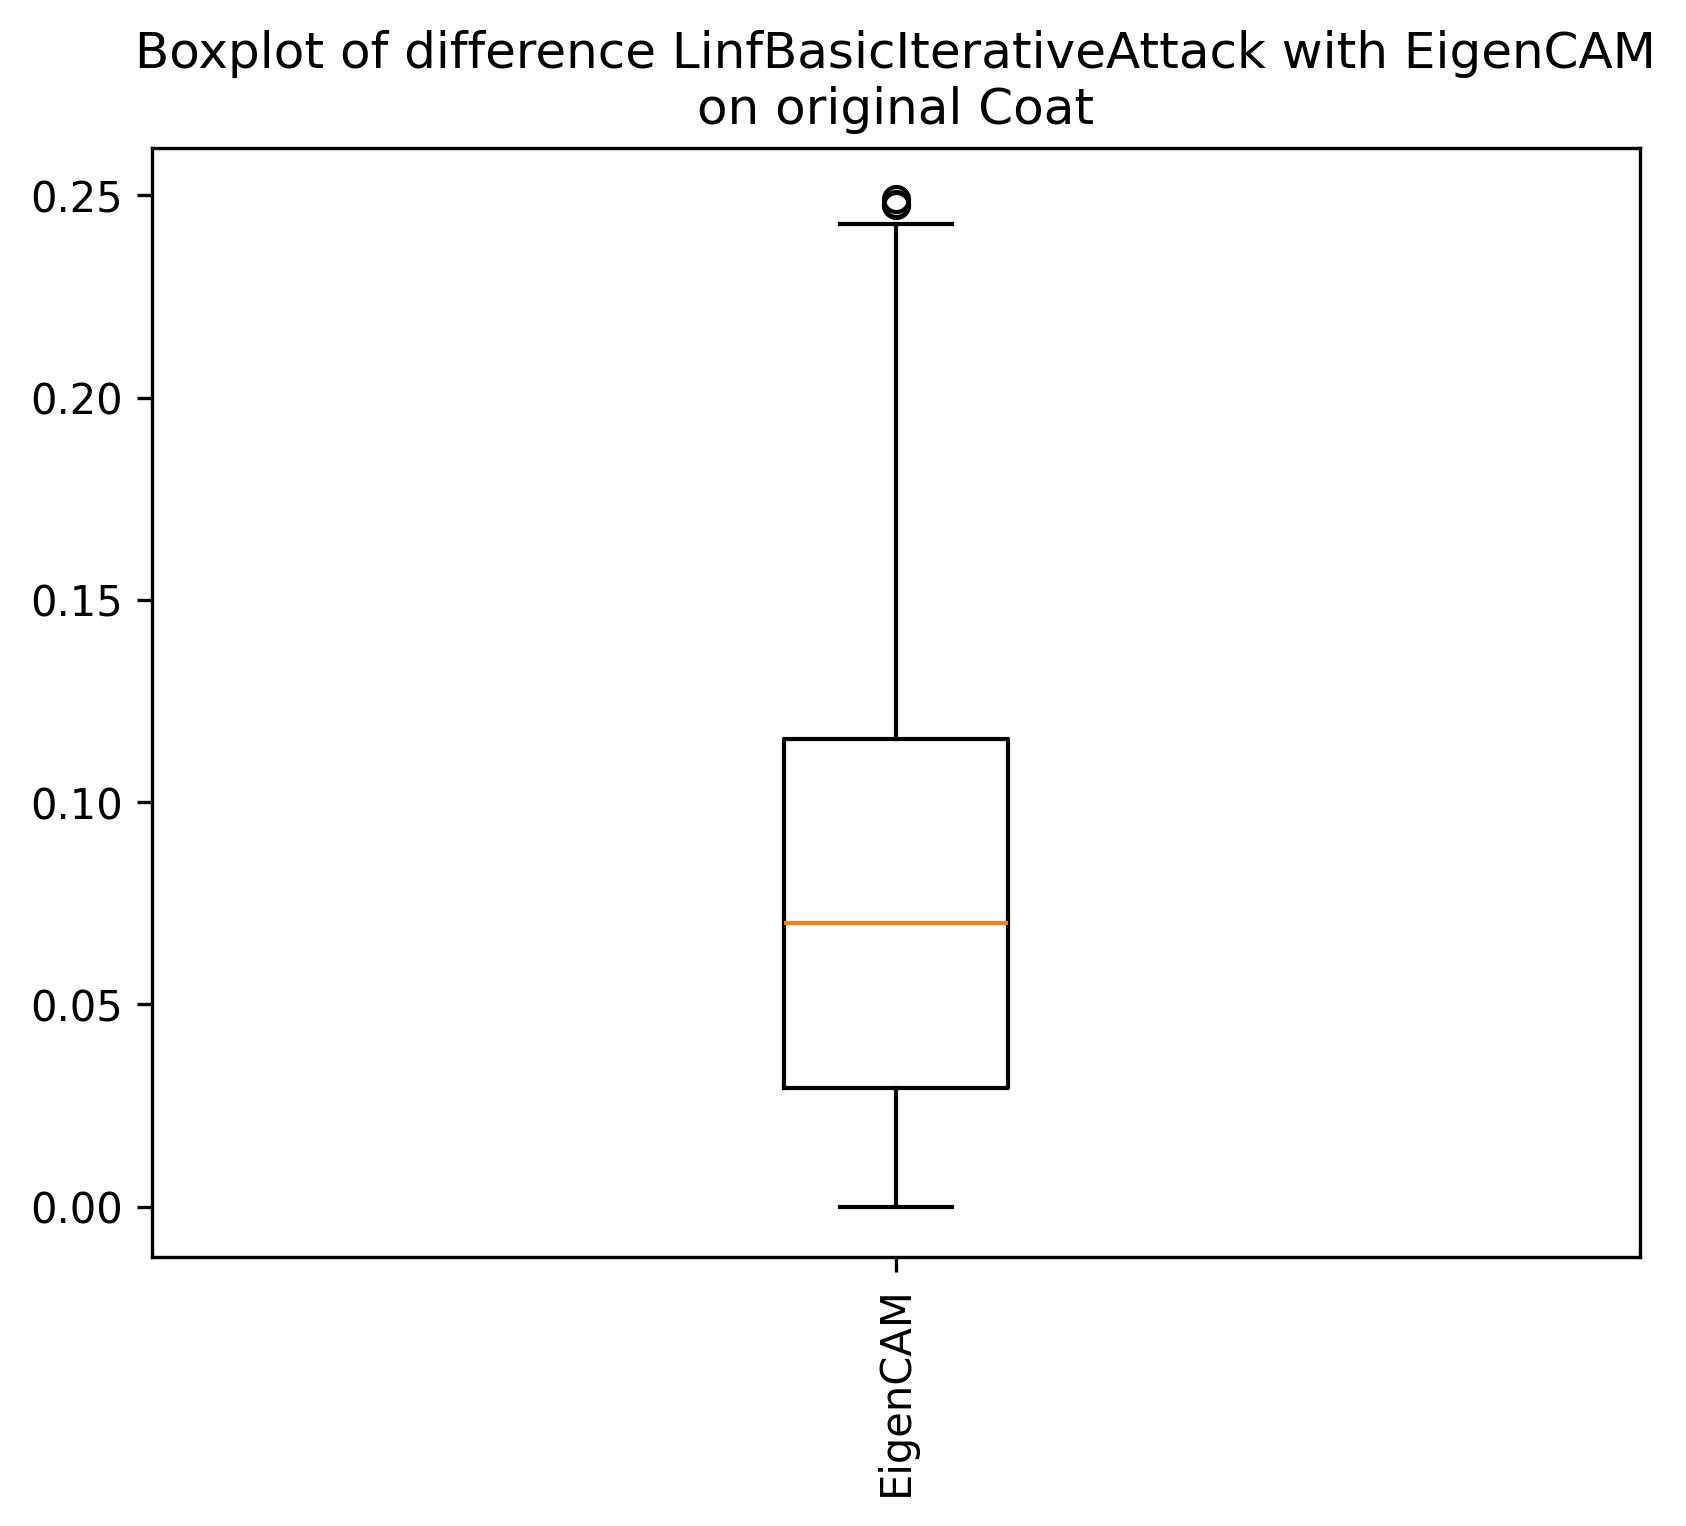 Boxplot of difference LinfBasicIterativeAttack with EigenCAM
on original Coat
0.25
0.20
0.15
0.10
0.05
0.00
EigenCAM